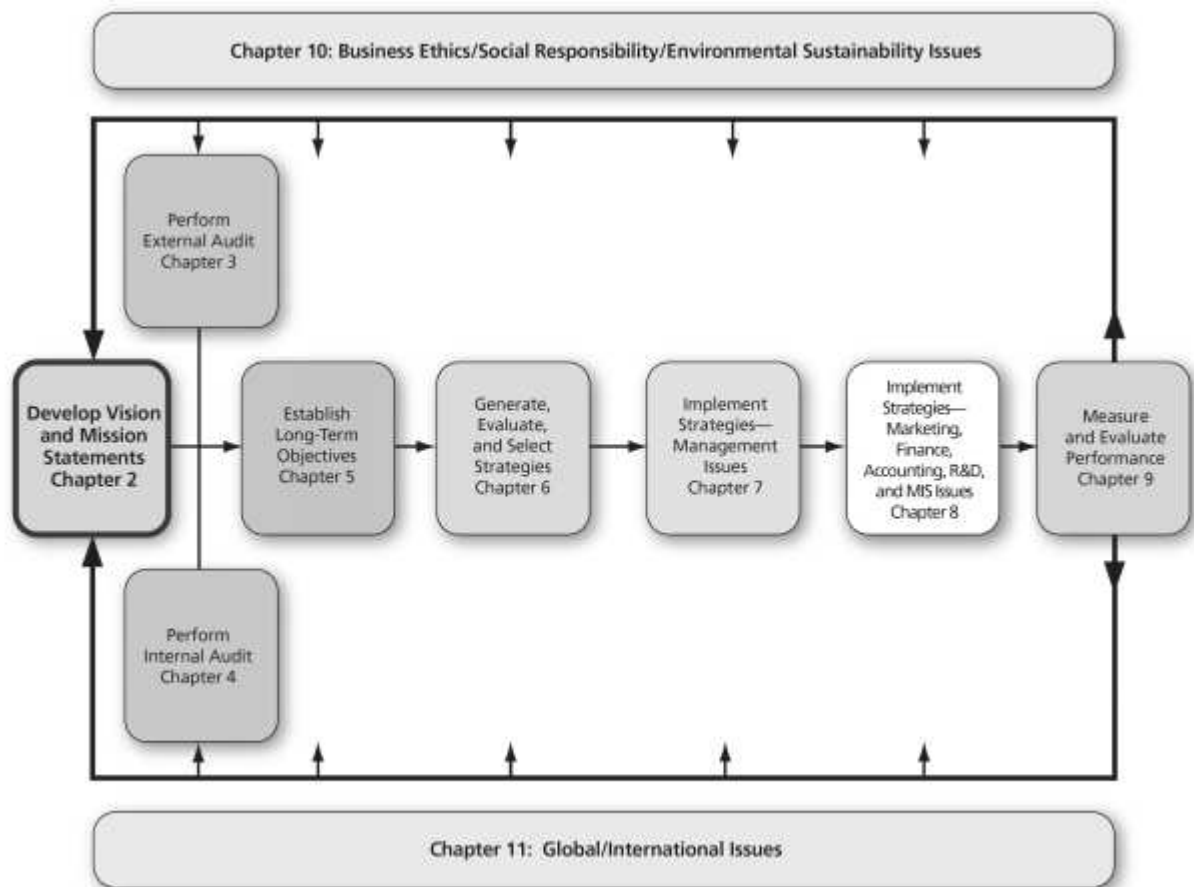 Chapter 10: Business Ethics/Social Responsibility/Environmental Sustainability Issues
Perform
External Audit
Chapter 3
Develop Vision
and Mission
Statements
Chapter 2
Establish
Long-Term
Objectives
Chapter 5
Generate,
Evaluate,
and Select
Strategies
Chapter 6
Implement
Strategies—
Management
Issues
Chapter 7
Implement
Strategies—
Marketing,
Finance,
Accounting, R&D,
and MIS Issues
Chapter 8
Measure
and Evaluate
Performance
Chapter 9
Perform
Internal Audit
Chapter 4
Chapter 11: Global/International Issues